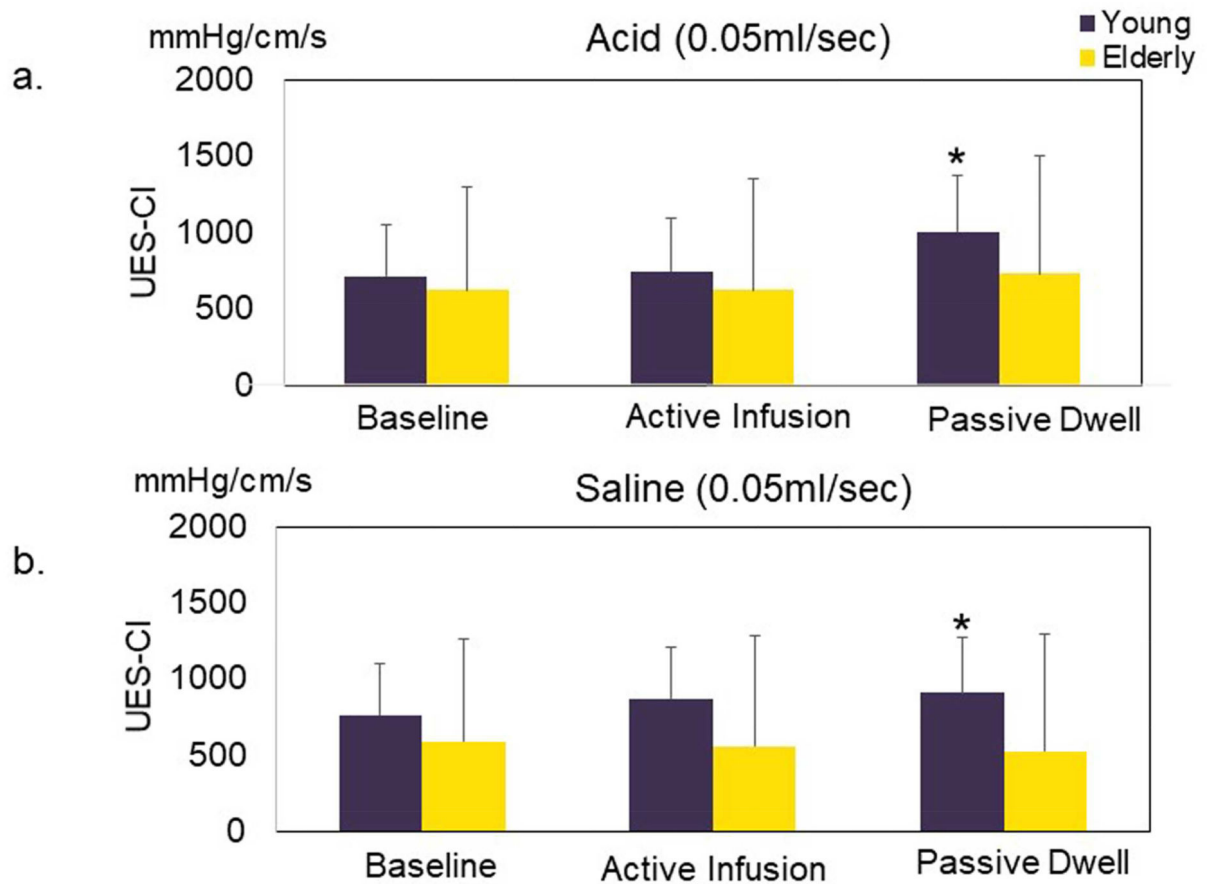 mmHg/cm/s
Acid (0.05ml/sec)
Young
Elderly
a.
2000
1500
1000
500
0
UES-CI
*
Baseline
Active Infusion
Passive Dwell
mmHg/cm/s
Saline (0.05ml/sec)
b.
2000
1500
1000
500
0
UES-CI
*
Baseline
Active Infusion
Passive Dwell